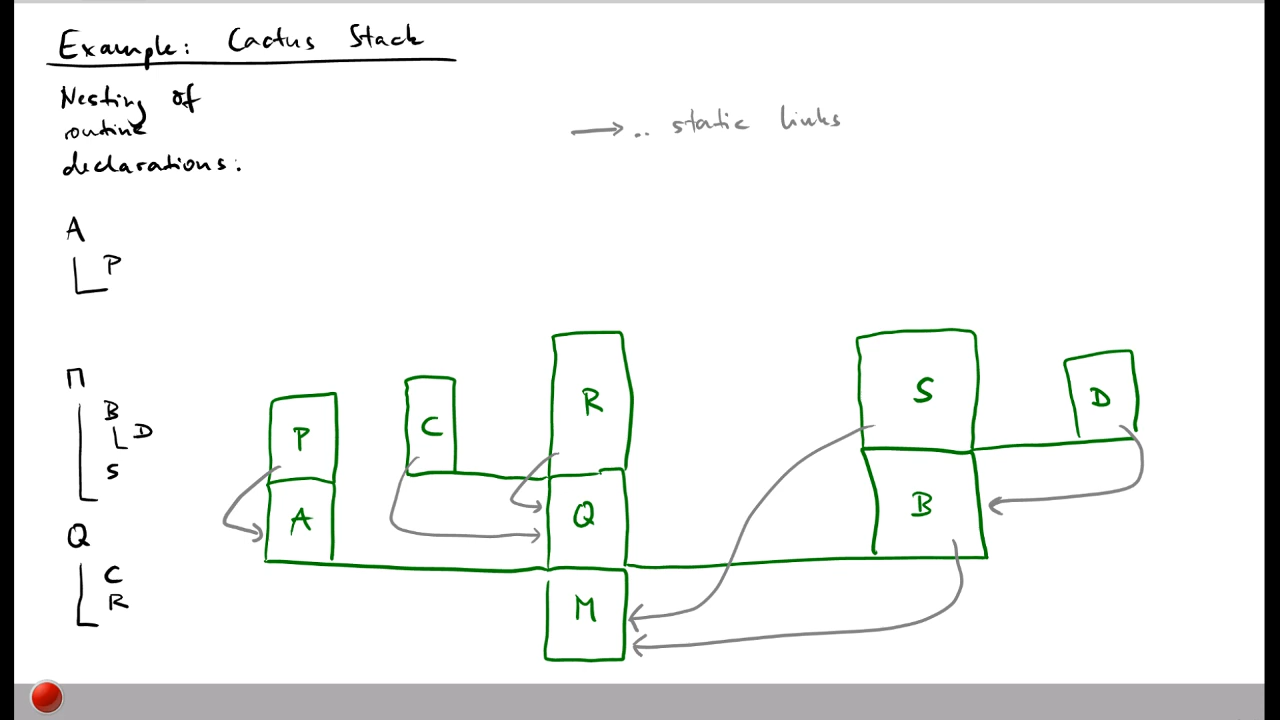 Example: Cactus Stack
Nesting of
routine
declarations:
→ .. static links
A
P
M
B
D
S
Q
C
R
P
A
C
R
Q
M
S
B
D